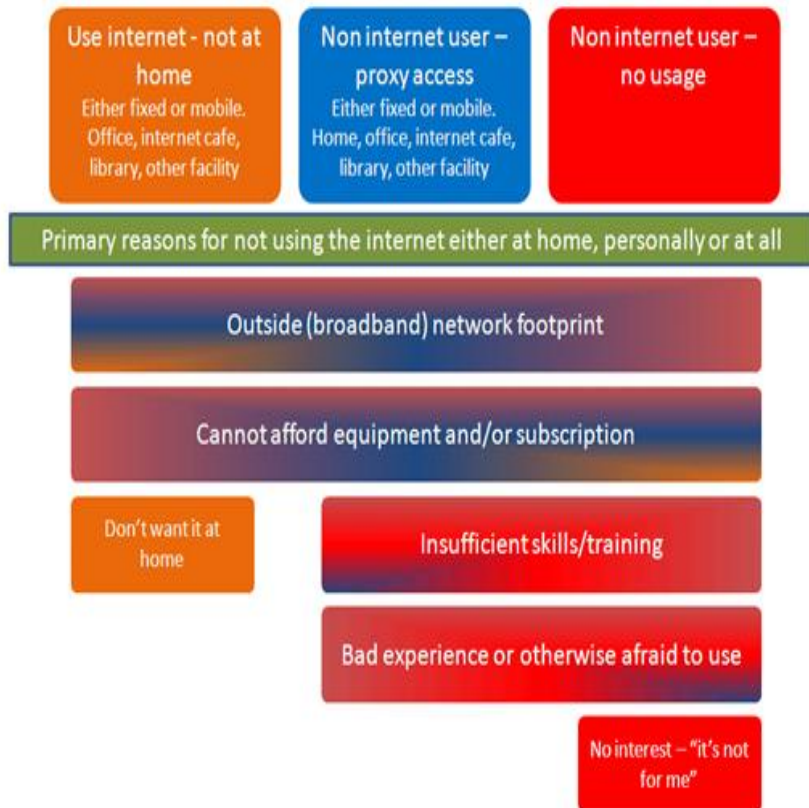 Use internet - not at
home
Either fixed or mobile.
Office, internet cafe,
library, other facility
Non internet user –
proxy access
Either fixed or mobile.
Home, office, internet cafe,
library, other facility
Non internet user –
no usage
Primary reasons for not using the internet either at home, personally or at all
Outside (broadband) network footprint
Cannot afford equipment and/or subscription
Don't want it at
home
Insufficient skills/training
Bad experience or otherwise afraid to use
No interest – "it's not
for me"